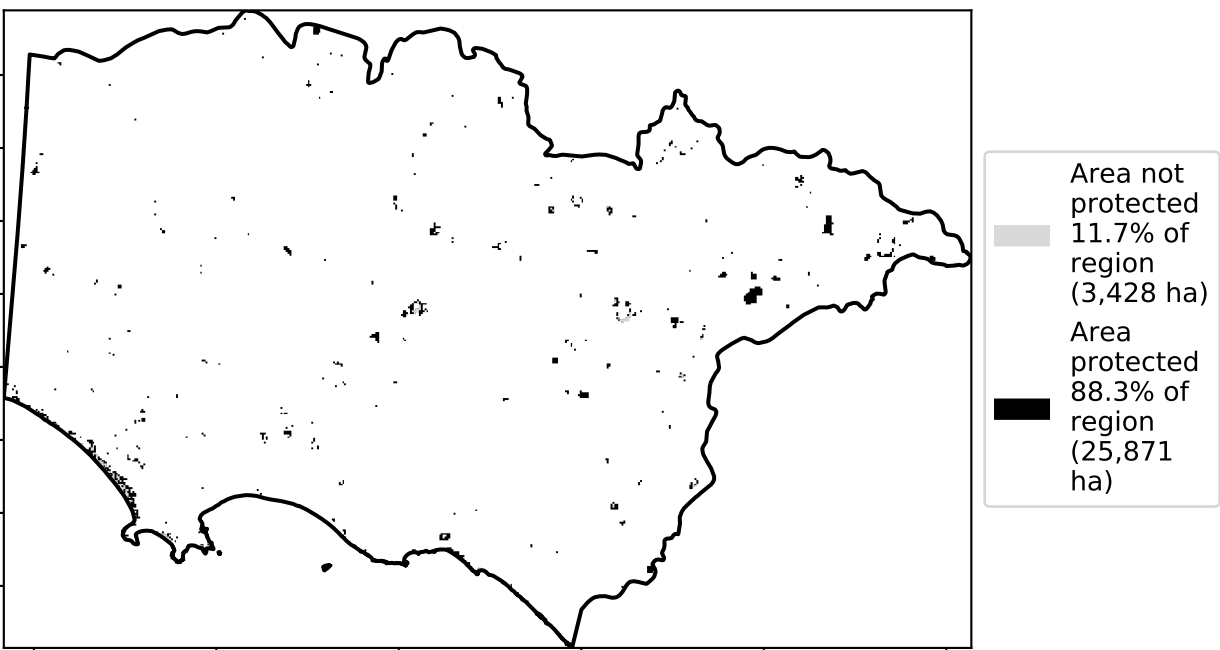 Area not
protected
11.7% of
region
(3,428 ha)
Area
protected
88.3% of
region
(25,871
ha)